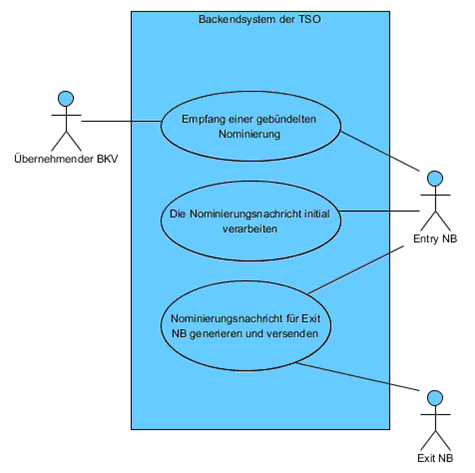 Backendsystem der TSO
Empfang einer gebündelten
Nominierung
Übernehmender BKV
Die Nominierungsnachricht initial
verarbeiten
Entry NB
Nominierungsnachricht für Exit
NB generieren und versenden
Exit NB